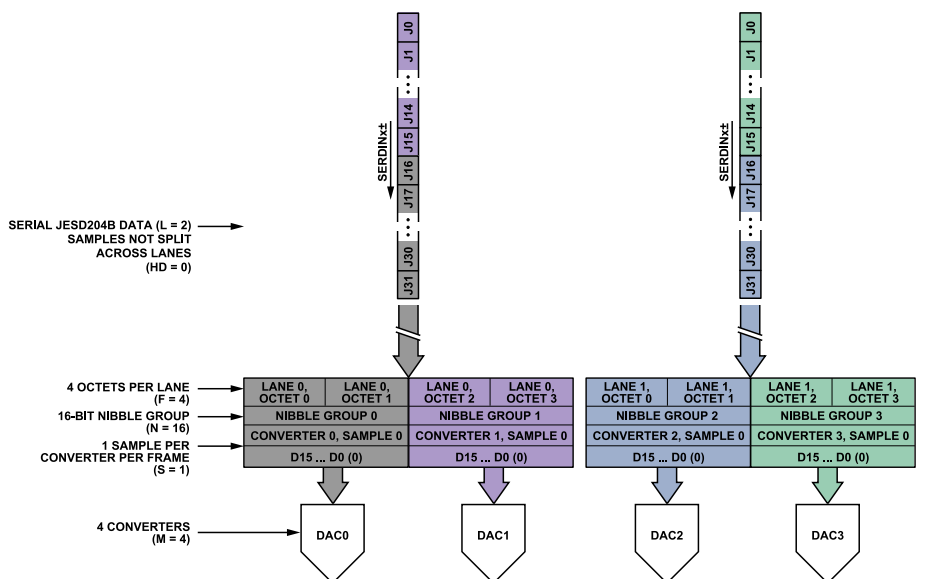 J0
J1
J14
J15
J16
J17
J30
J31
SERDINx±
J0
J1
J14
J15
J16
J17
J30
J31
SERDINx±
SERIAL JESD204B DATA (L = 2)
SAMPLES NOT SPLIT
ACROSS LANES
(HD = 0)
4 OCTETS PER LANE
(F = 4)
LANE 0,
OCTET 0
LANE 0,
OCTET 1
LANE 0,
OCTET 2
LANE 0,
OCTET 3
LANE 1,
OCTET 0
LANE 1,
OCTET 1
LANE 1,
OCTET 2
LANE 1,
OCTET 3
16-BIT NIBBLE GROUP
(N = 16)
NIBBLE GROUP 0
NIBBLE GROUP 1
NIBBLE GROUP 2
NIBBLE GROUP 3
1 SAMPLE PER
CONVERTER PER FRAME
(S = 1)
CONVERTER 0, SAMPLE 0
CONVERTER 1, SAMPLE 0
CONVERTER 2, SAMPLE 0
CONVERTER 3, SAMPLE 0
D15 ... D0 (0)
D15 ... D0 (0)
D15 ... D0 (0)
D15 ... D0 (0)
4 CONVERTERS
(M = 4)
DAC0
DAC1
DAC2
DAC3